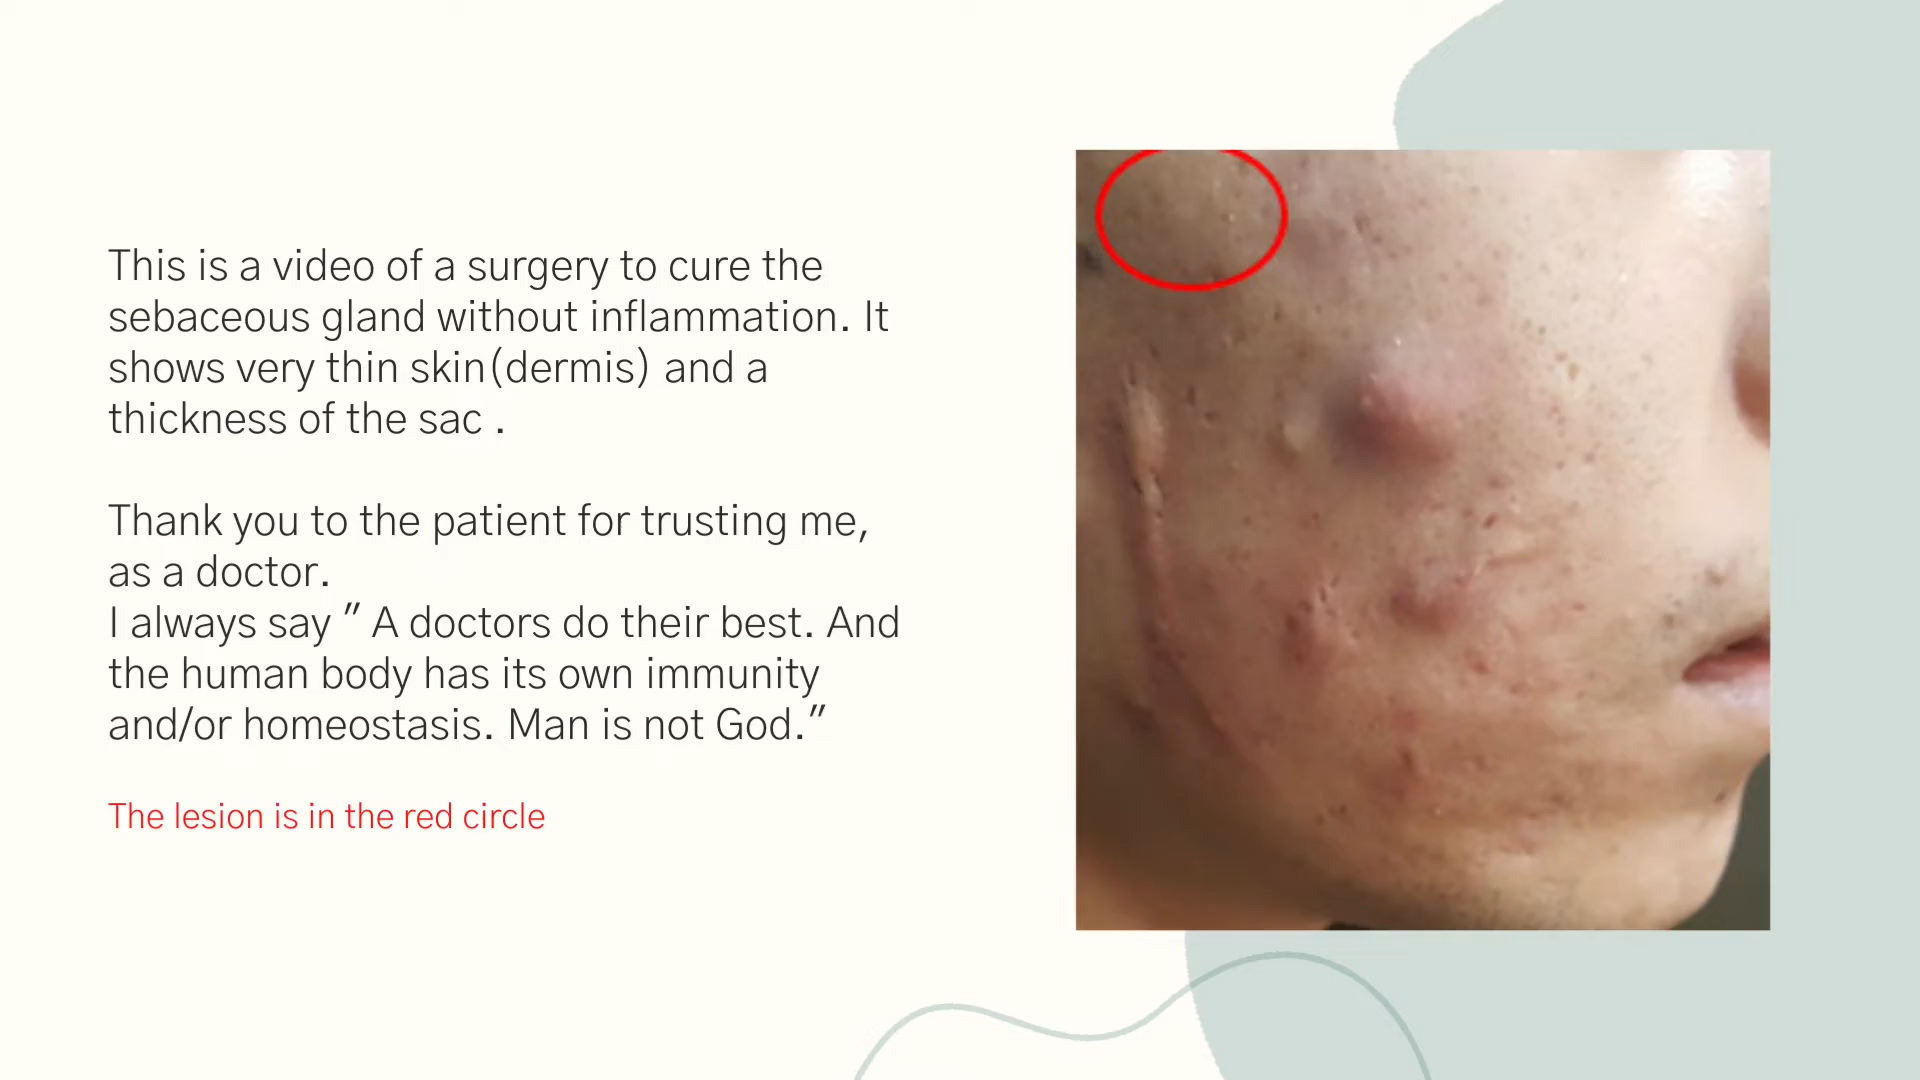 This is a video of a surgery to cure the
sebaceous gland without inflammation. It
shows very thin skin(dermis) and a
thickness of the sac .
Thank you to the patient for trusting me,
as a doctor.
I always say " A doctors do their best. And
the human body has its own immunity
and/or homeostasis. Man is not God."
The lesion is in the red circle